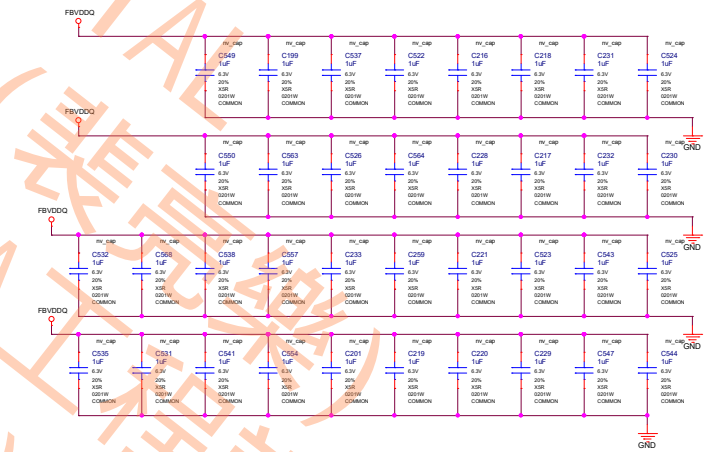 FBVDDQ
nv_cap nv_cap nv_cap nv_cap nv_cap nv_cap nv_cap nv_cap
C549 C199 C537 C522 C216 C218 C231 C524
1uF 1uF 1uF 1uF 1uF 1uF 1uF 1uF
6.3V 6.3V 6.3V 6.3V 6.3V 6.3V 6.3V 6.3V
20% 20% 20% 20% 20% 20% 20% 20%
X5R X5R X5R X5R X5R X5R X5R X5R
0201W 0201W 0201W 0201W 0201W 0201W 0201W 0201W
COMMON COMMON COMMON COMMON COMMON COMMON COMMON COMMON
FBVDDQ
GND
nv_cap nv_cap nv_cap nv_cap nv_cap nv_cap nv_cap nv_cap
C550 C563 C526 C564 C228 C217 C232 C230
1uF 1uF 1uF 1uF 1uF 1uF 1uF 1uF
6.3V 6.3V 6.3V 6.3V 6.3V 6.3V 6.3V 6.3V
20% 20% 20% 20% 20% 20% 20% 20%
X5R X5R X5R X5R X5R X5R X5R X5R
0201W 0201W 0201W 0201W 0201W 0201W 0201W 0201W
COMMON COMMON COMMON COMMON COMMON COMMON COMMON COMMON
FBVDDQ
GND
nv_cap nv_cap nv_cap nv_cap nv_cap nv_cap nv_cap nv_cap nv_cap nv_cap
C532 C568 C538 C557 C233 C259 C221 C523 C543 C525
1uF 1uF 1uF 1uF 1uF 1uF 1uF 1uF 1uF 1uF
6.3V 6.3V 6.3V 6.3V 6.3V 6.3V 6.3V 6.3V 6.3V 6.3V
20% 20% 20% 20% 20% 20% 20% 20% 20% 20%
X5R X5R X5R X5R X5R X5R X5R X5R X5R X5R
0201W 0201W 0201W 0201W 0201W 0201W 0201W 0201W 0201W 0201W
COMMON COMMON COMMON COMMON COMMON COMMON COMMON COMMON COMMON COMMON
FBVDDQ
GND
nv_cap nv_cap nv_cap nv_cap nv_cap nv_cap nv_cap nv_cap nv_cap nv_cap
C535 C531 C541 C554 C201 C219 C220 C229 C547 C544
1uF 1uF 1uF 1uF 1uF 1uF 1uF 1uF 1uF 1uF
6.3V 6.3V 6.3V 6.3V 6.3V 6.3V 6.3V 6.3V 6.3V 6.3V
20% 20% 20% 20% 20% 20% 20% 20% 20% 20%
X5R X5R X5R X5R X5R X5R X5R X5R X5R X5R
0201W 0201W 0201W 0201W 0201W 0201W 0201W 0201W 0201W 0201W
COMMON COMMON COMMON COMMON COMMON COMMON COMMON COMMON COMMON COMMON
GND
(裴亮樂)